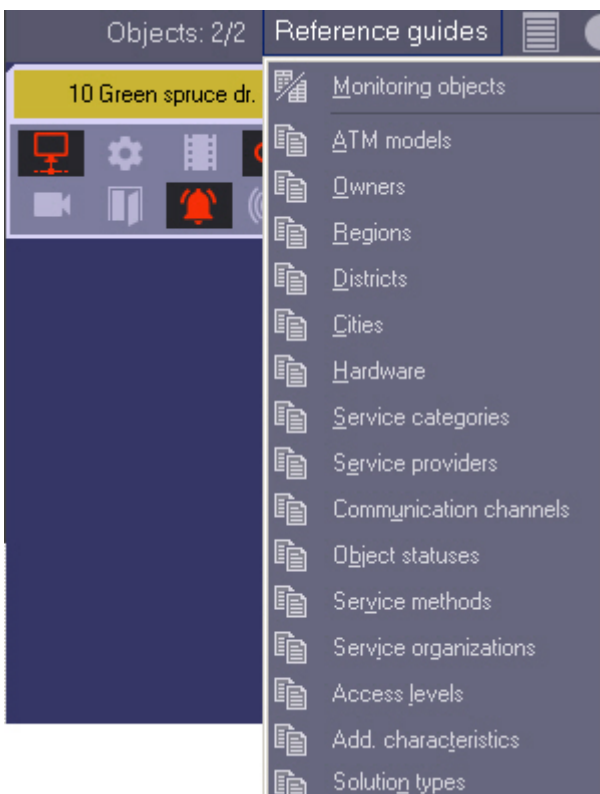 Objects: 2/2 Reference guides
10 Green spruce dr.
Monitoring objects
ATM models
Owners
Regions
Districts
Cities
Hardware
Service categories
Service providers
Communication channels
Object statuses
Service methods
Service organizations
Access levels
Add. characteristics
Solution types